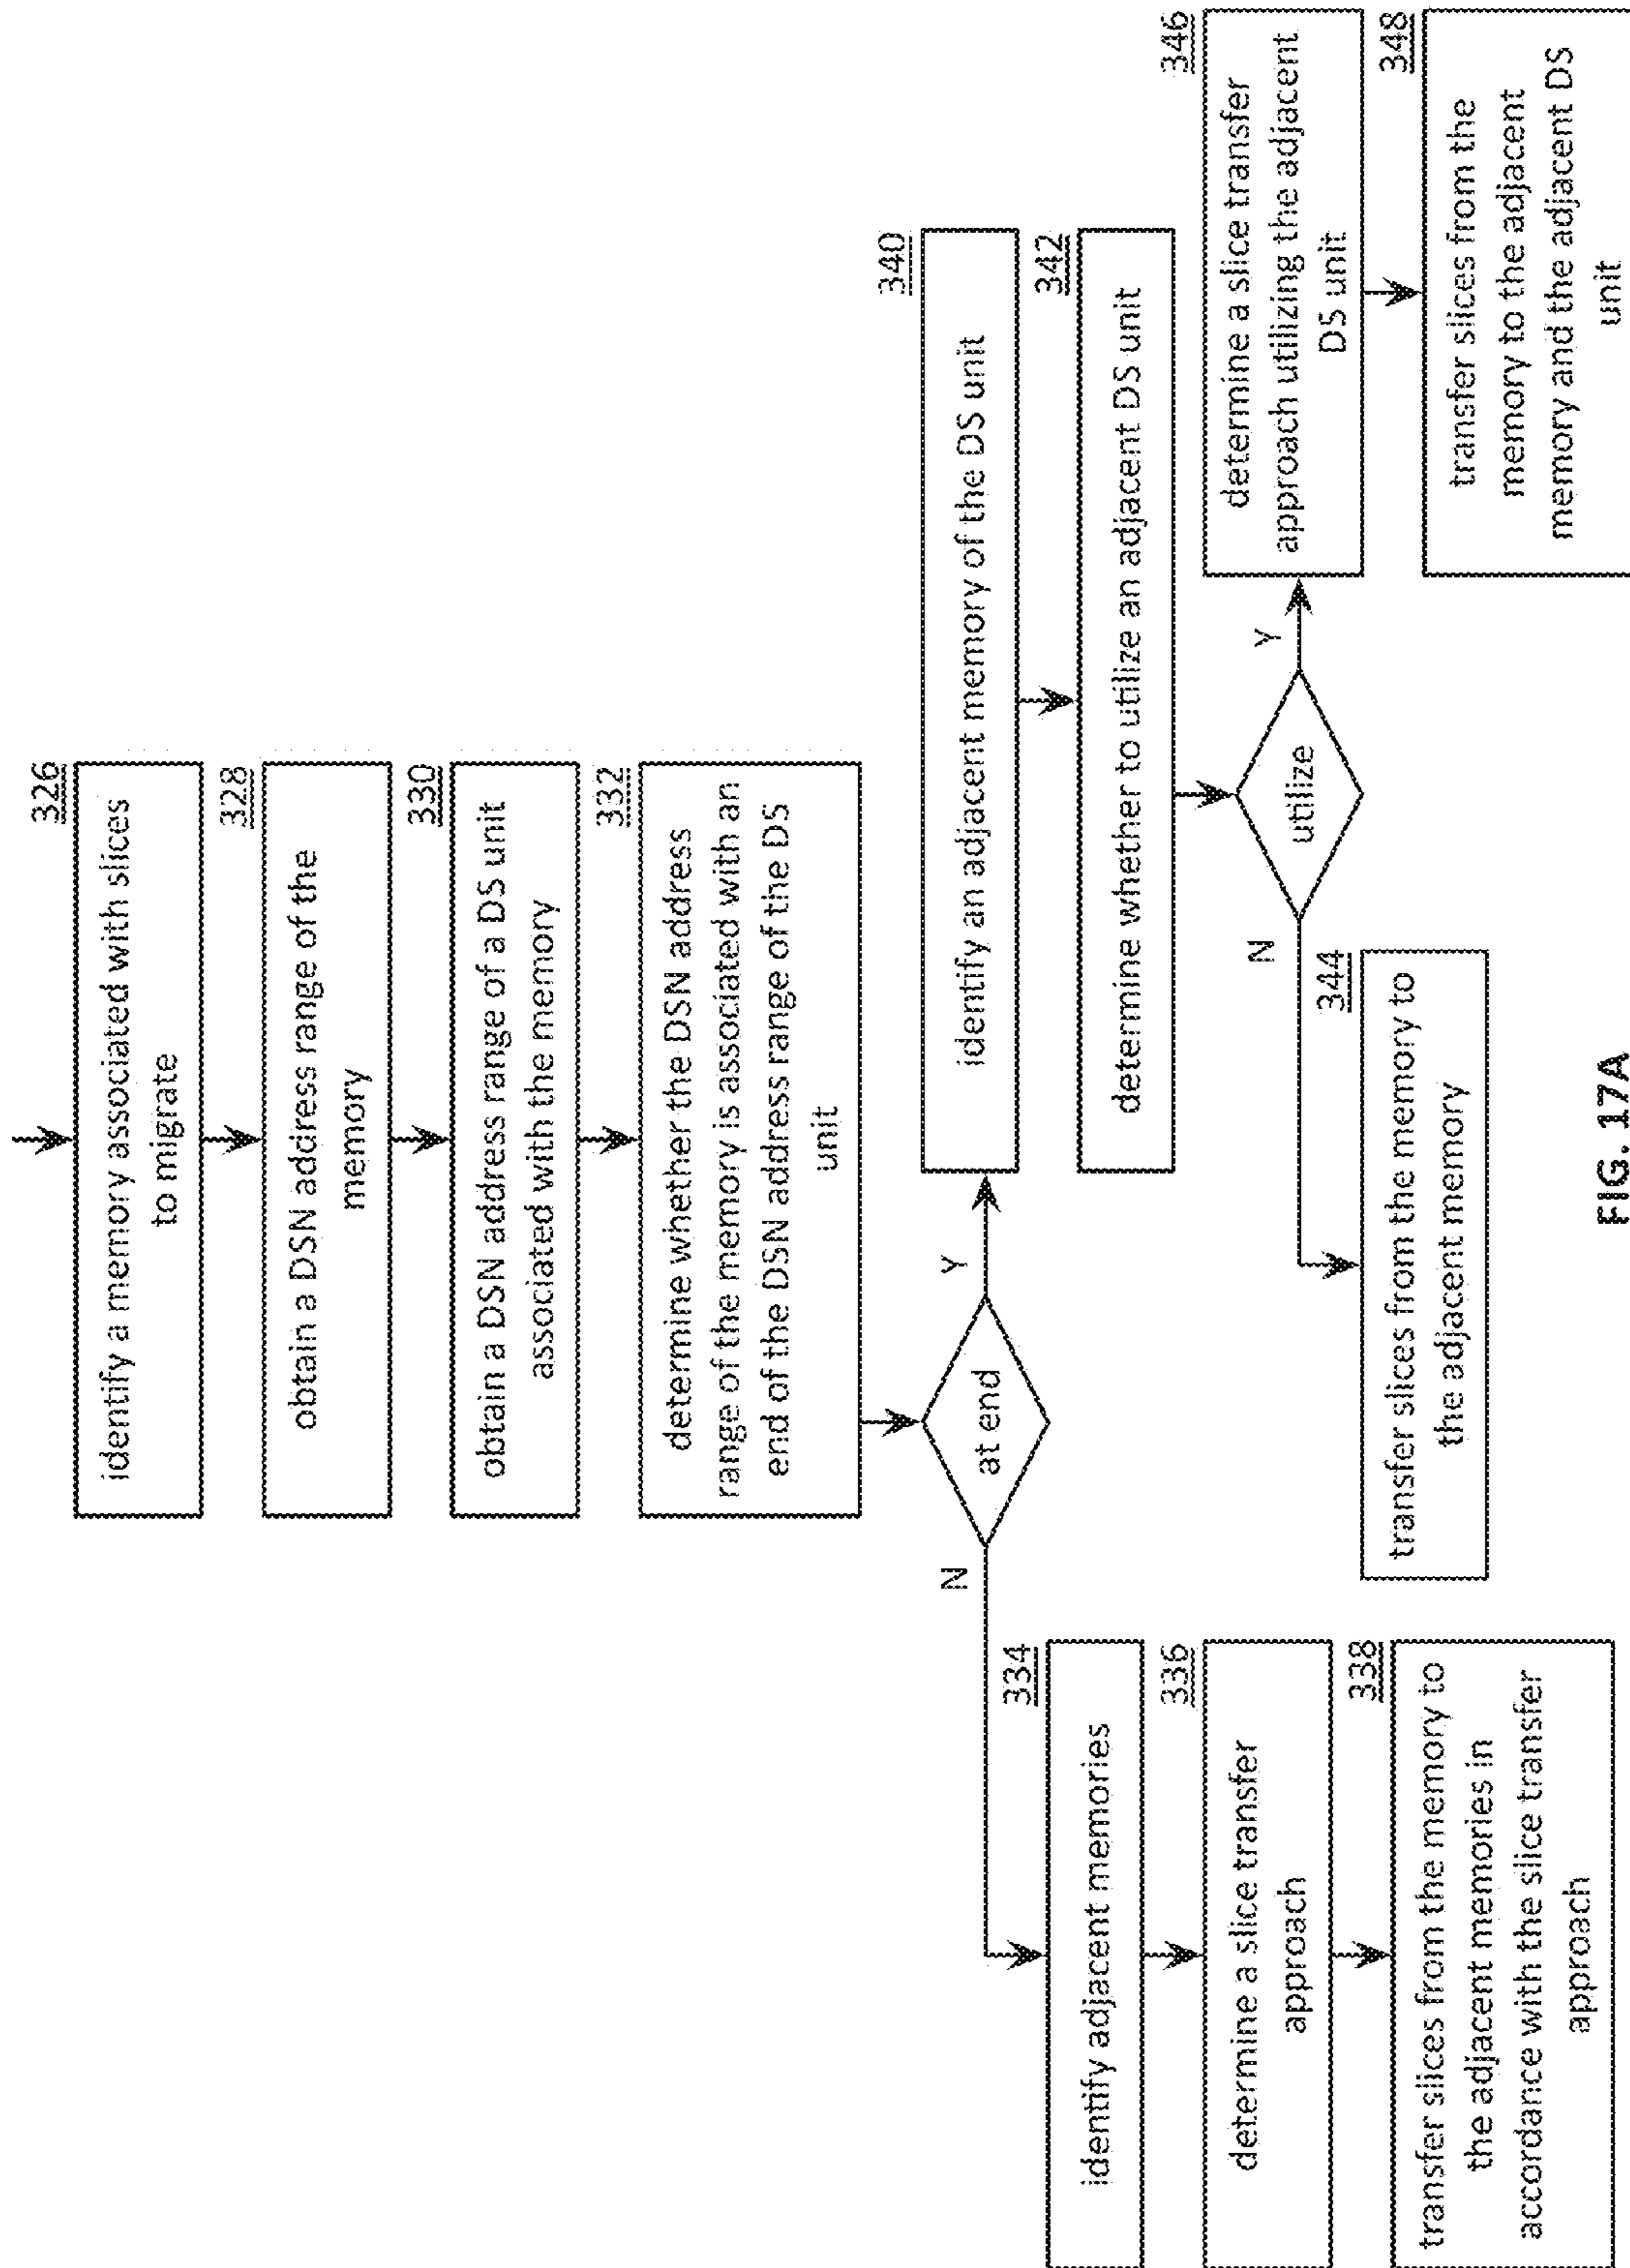 326
identify a memory associated with slices
to migrate
328
obtain a DSN address range of the
memory
330
obtain a DSN address range of a DS unit
associated with the memory
332
determine whether the DSN address
range of the memory is associated with an
end of the DSN address range of the DS
unit
at end
N
Y
334
identify adjacent memories
336
determine a slice transfer
approach
338
transfer slices from the memory to
the adjacent memories in
accordance with the slice transfer
approach
340
identify an adjacent memory of the DS unit
342
determine whether to utilize an adjacent DS unit
utilize
N
Y
344
transfer slices from the memory to
the adjacent memory
346
determine a slice transfer
approach utilizing the adjacent
DS unit
348
transfer slices from the
memory to the adjacent
memory and the adjacent DS
unit
FIG. 17A